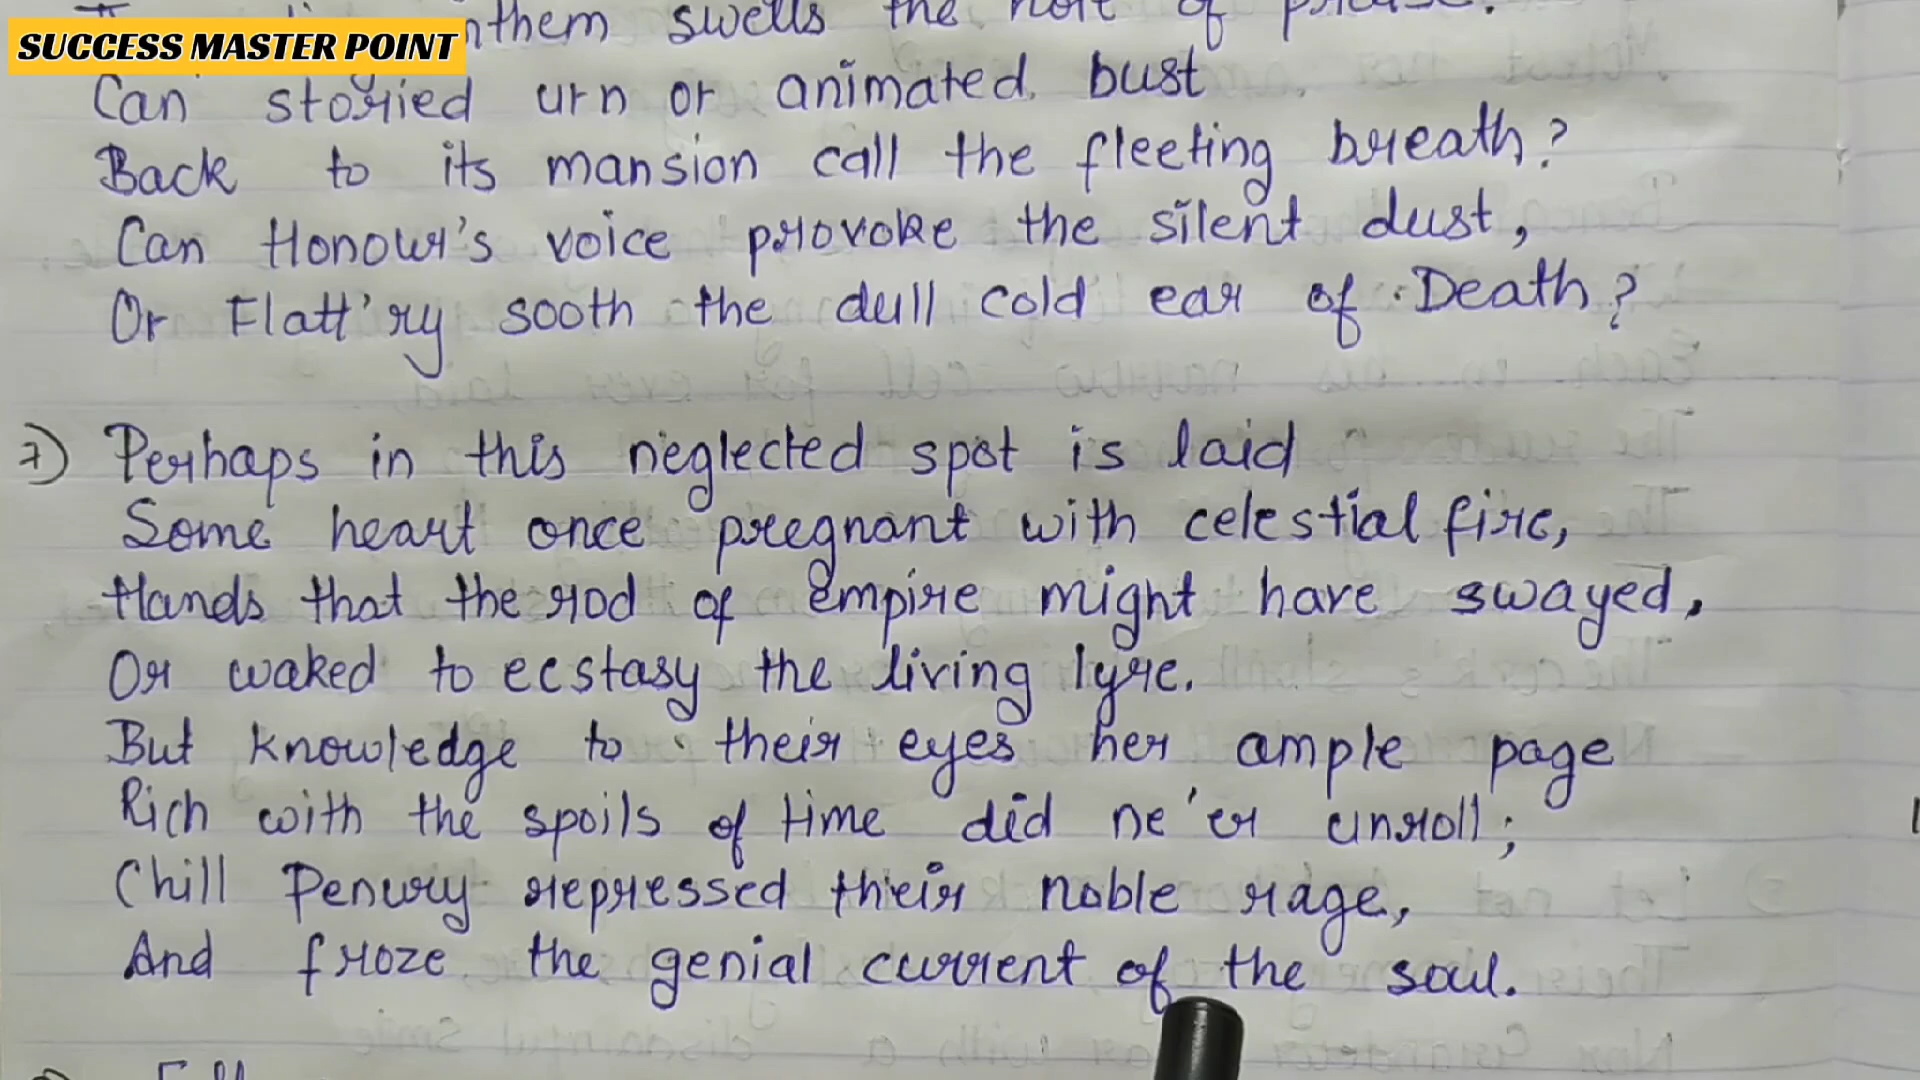 SUCCESS MASTER POINT
nthem swells the note of praise.
Can storied urn or animated bust
Back to its mansion call the fleeting breath?
Can Honour's voice provoke the silent dust,
Or Flatt'ry sooth the dull cold ear of Death?
7) Perhaps in this neglected spot is laid
Some heart once pregnant with celestial fire,
Hands that the rod of empire might have swayed,
Or waked to ecstasy the living lyre.
But knowledge to their eyes her ample page
Rich with the spoils of time did ne'er unroll;
Chill Penury repressed their noble rage,
And froze the genial current of the soul.